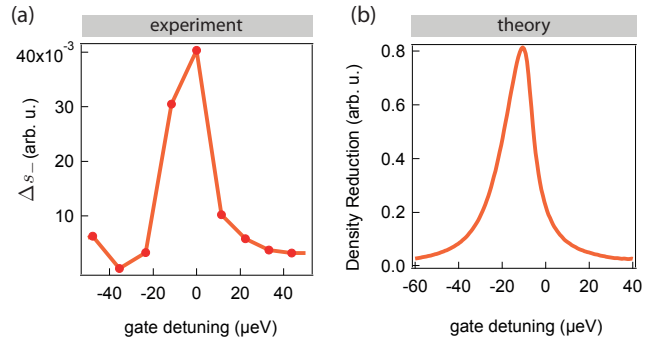 (a)
experiment
40x10⁻³
30
20
10
Δs₋ (arb. u.)
-40
-20
0
20
40
gate detuning (µeV)
(b)
theory
0.8
0.6
0.4
0.2
0.0
Density Reduction (arb. u.)
-60
-40
-20
0
20
40
gate detuning (µeV)